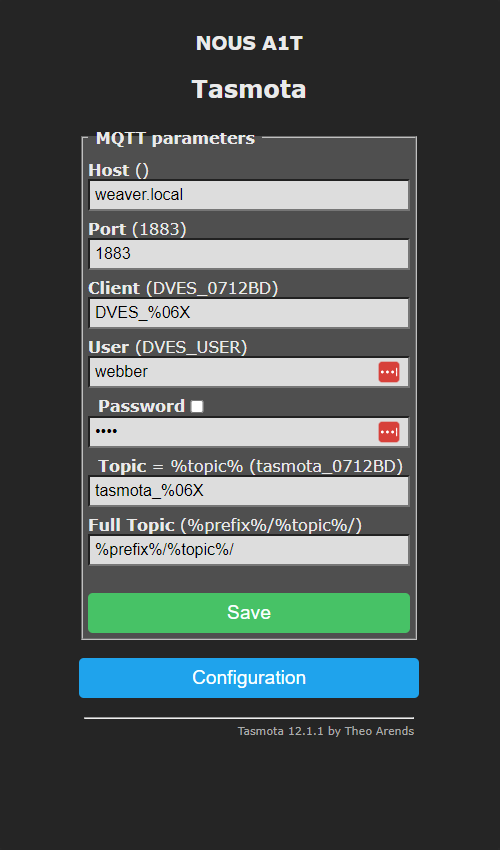 NOUS A1T
Tasmota
MQTT parameters
Host ()
weaver.local
Port (1883)
1883
Client (DVES_0712BD)
DVES_%06X
User (DVES_USER)
webber
Password
••••
Topic = %topic% (tasmota_0712BD)
tasmota_%06X
Full Topic (%prefix%/%topic%/)
%prefix%/%topic%/
Save
Configuration
Tasmota 12.1.1 by Theo Arends